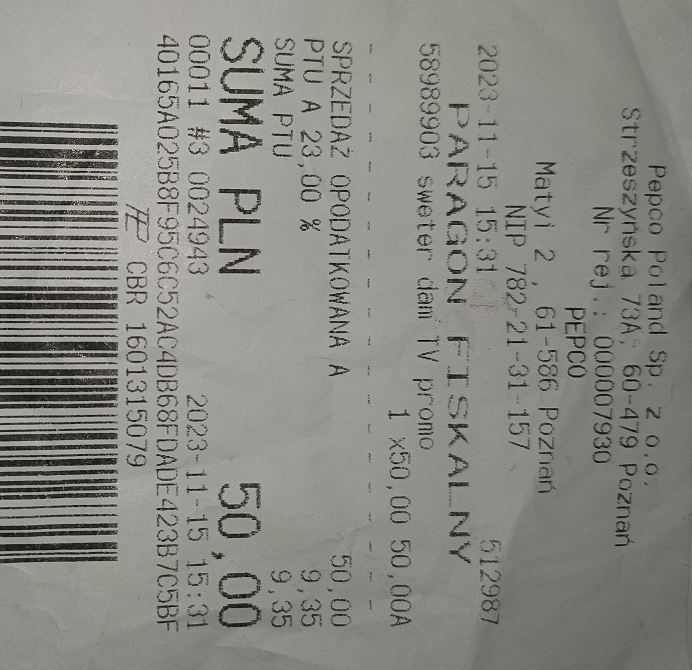 Pepco Poland Sp. z o.o.
Strzeszyńska 73A, 60-479 Poznań
Nr rej.: 000007930
PEPCO
Matyi 2 , 61-586 Poznań
NIP 782-21-31-157
2023-11-15 15:31 512987
PARAGON FISKALNY
58989903 sweter dam TV promo
1 x50,00 50,00A
- - - - - - - - - - - - - - - - - -
SPRZEDAŻ OPODATKOWANA A 50,00
PTU A 23,00 % 9,35
SUMA PTU 9,35
SUMA PLN 50,00
00011 #3 0024943 2023-11-15 15:31
40165A025B8F95C6C52AC4DB68FDADE423B7C5BF
CBR 1601315079